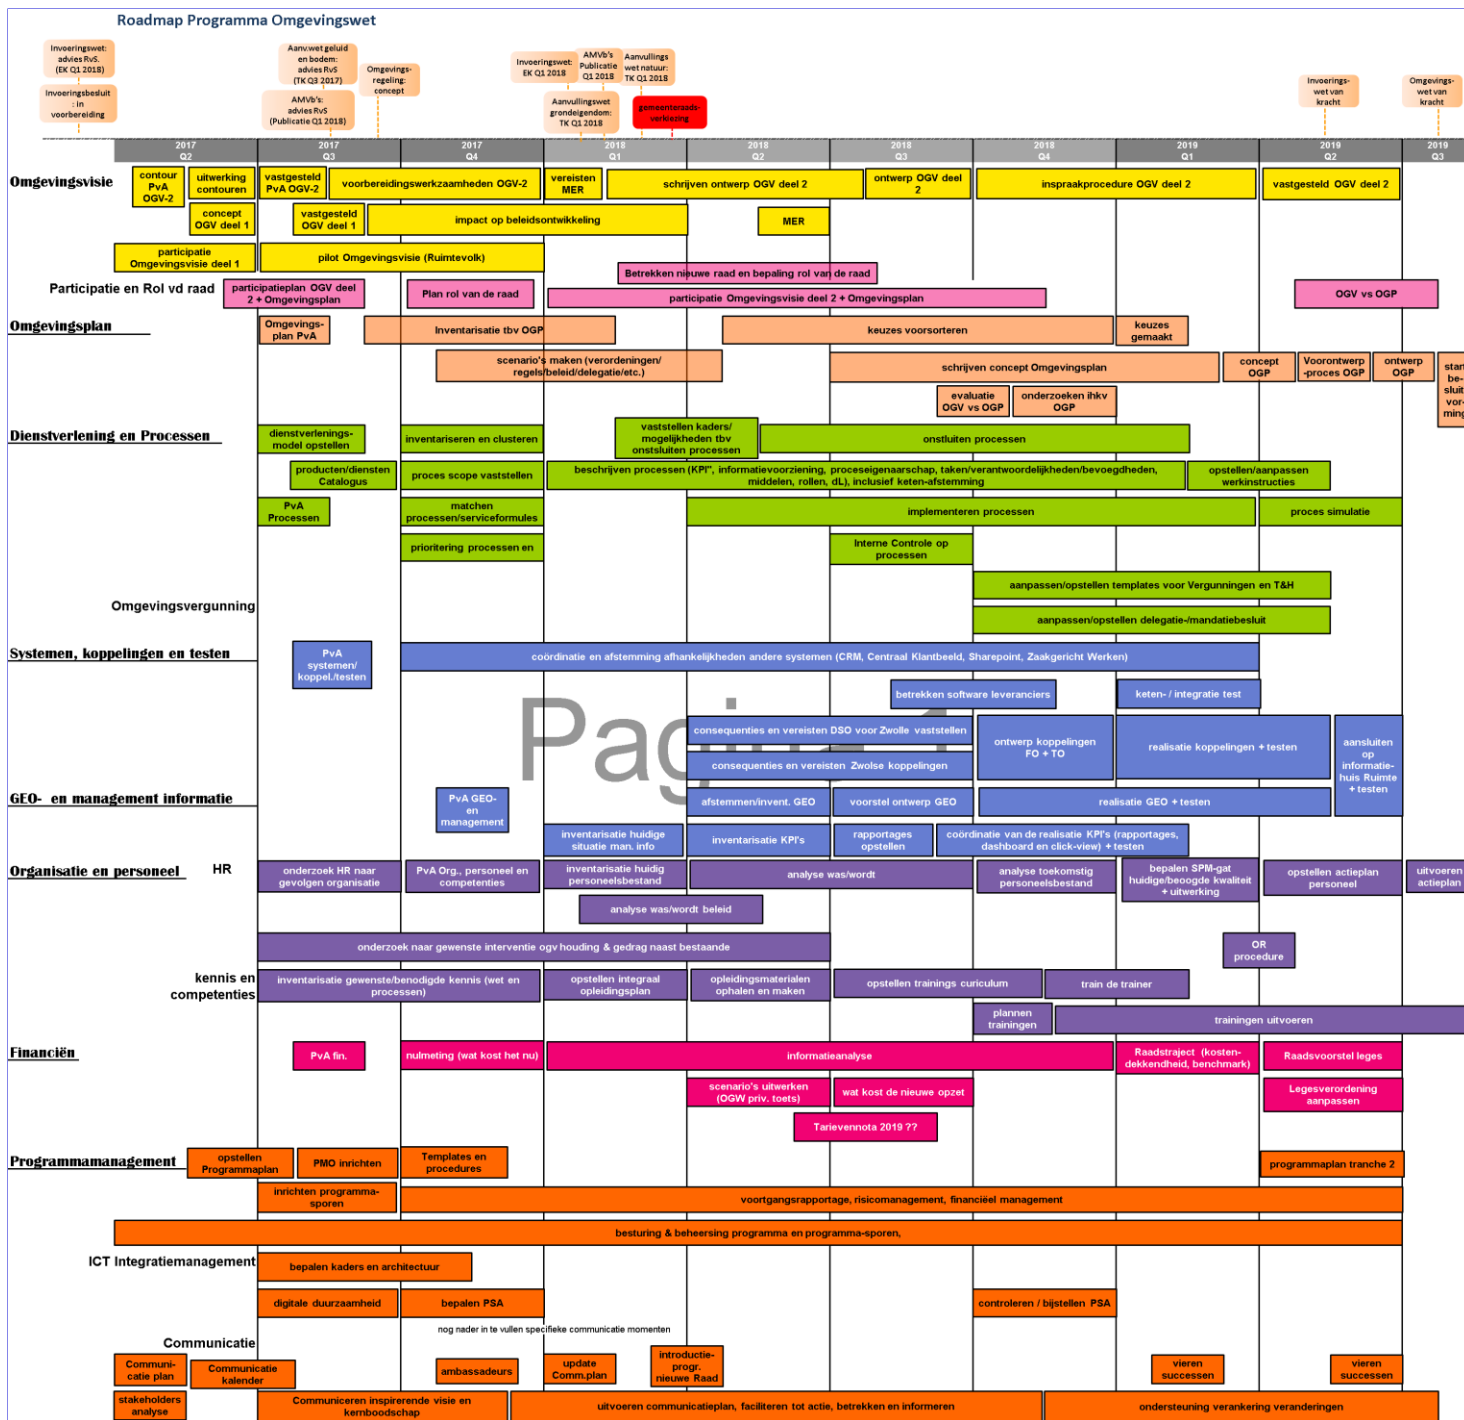 Roadmap Programma Omgevingswet
Invoeringswet:
advies RvS.
(EK Q1 2018)
Invoeringsbesluit
: in
voorbereiding
Aanv.wet geluid
en bodem:
advies RvS
(TK Q3 2017)
AMVb's:
advies RvS
(Publicatie Q1 2018)
Omgevings-
regeling:
concept
Invoeringswet:
EK Q1 2018
AMVb's
Publicatie
Q1 2018
Aanvullings
wet natuur:
TK Q1 2018
Aanvullingswet
grondeigendom:
TK Q1 2018
gemeenteraads-
verkiezing
Invoerings-
wet van
kracht
Omgevings-
wet van
kracht
2017
Q2
2017
Q3
2017
Q4
2018
Q1
2018
Q2
2018
Q3
2018
Q4
2019
Q1
2019
Q2
2019
Q3
Omgevingsvisie
contour
PvA
OGV-2
uitwerking
contouren
vastgesteld
PvA OGV-2
voorbereidingswerkzaamheden OGV-2
vereisten
MER
schrijven ontwerp OGV deel 2
ontwerp OGV deel
2
inspraakprocedure OGV deel 2
vastgesteld OGV deel 2
concept
OGV deel 1
vastgesteld
OGV deel 1
impact op beleidsontwikkeling
MER
participatie
Omgevingsvisie deel 1
pilot Omgevingsvisie (Ruimtevolk)
Betrekken nieuwe raad en bepaling rol van de raad
Participatie en Rol vd raad
participatieplan OGV deel
2 + Omgevingsplan
Plan rol van de raad
participatie Omgevingsvisie deel 2 + Omgevingsplan
OGV vs OGP
Omgevingsplan
Omgevings-
plan PvA
Inventarisatie tbv OGP
keuzes voorsorteren
keuzes
gemaakt
scenario's maken (verordeningen/
regels/beleid/delegatie/etc.)
schrijven concept Omgevingsplan
concept
OGP
Voorontwerp
-proces OGP
ontwerp
OGP
start
be-
sluit-
vor-
ming
evaluatie
OGV vs OGP
onderzoeken ihkv
OGP
Dienstverlening en Processen
dienstverlenings-
model opstellen
inventariseren en clusteren
vaststellen kaders/
mogelijkheden tbv
onstsluiten processen
onstluiten processen
producten/diensten
Catalogus
proces scope vaststellen
beschrijven processen (KPI", informatievoorziening, proceseigenaarschap, taken/verantwoordelijkheden/bevoegdheden,
middelen, rollen, dL), inclusief keten-afstemming
opstellen/aanpassen
werkinstructies
PvA
Processen
matchen
processen/serviceformules
implementeren processen
proces simulatie
prioritering processen en
Interne Controle op
processen
aanpassen/opstellen templates voor Vergunningen en T&H
Omgevingsvergunning
aanpassen/opstellen delegatie-/mandatiebesluit
Systemen, koppelingen en testen
PvA
systemen/
koppel./testen
coördinatie en afstemming afhankelijkheden andere systemen (CRM, Centraal Klantbeeld, Sharepoint, Zaakgericht Werken)
betrekken software leveranciers
keten- / integratie test
Pagina 1
consequenties en vereisten DSO voor Zwolle vaststellen
ontwerp koppelingen
FO + TO
realisatie koppelingen + testen
aansluiten
op
informatie-
huis Ruimte
+ testen
consequenties en vereisten Zwolse koppelingen
GEO- en management informatie
PvA GEO-
en
management
afstemmen/invent. GEO
voorstel ontwerp GEO
realisatie GEO + testen
inventarisatie huidige
situatie man. info
inventarisatie KPI's
rapportages
opstellen
coördinatie van de realisatie KPI's (rapportages,
dashboard en click-view) + testen
Organisatie en personeel
HR
onderzoek HR naar
gevolgen organisatie
PvA Org., personeel en
competenties
inventarisatie huidig
personeelsbestand
analyse was/wordt
analyse toekomstig
personeelsbestand
bepalen SPM-gat
huidige/beoogde kwaliteit
+ uitwerking
opstellen actieplan
personeel
uitvoeren
actieplan
analyse was/wordt beleid
onderzoek naar gewenste interventie ogv houding & gedrag naast bestaande
OR
procedure
kennis en
competenties
inventarisatie gewenste/benodigde kennis (wet en
processen)
opstellen integraal
opleidingsplan
opleidingsmaterialen
ophalen en maken
opstellen trainings curiculum
train de trainer
plannen
trainingen
trainingen uitvoeren
Financiën
PvA fin.
nulmeting (wat kost het nu)
informatieanalyse
Raadstraject (kosten-
dekkendheid, benchmark)
Raadsvoorstel leges
scenario's uitwerken
(OGW priv. toets)
wat kost de nieuwe opzet
Legesverordening
aanpassen
Tarievennota 2019 ??
Programmamanagement
opstellen
Programmaplan
PMO inrichten
Templates en
procedures
programmaplan tranche 2
inrichten programma-
sporen
voortgangsrapportage, risicomanagement, financiëel management
besturing & beheersing programma en programma-sporen,
ICT Integratiemanagement
bepalen kaders en architectuur
digitale duurzaamheid
bepalen PSA
controleren / bijstellen PSA
nog nader in te vullen specifieke communicatie momenten
Communicatie
Communi-
catie plan
Communicatie
kalender
ambassadeurs
update
Comm.plan
introductie-
progr.
nieuwe Raad
vieren
successen
vieren
successen
stakeholders
analyse
Communiceren inspirerende visie en
kernboodschap
uitvoeren communicatieplan, faciliteren tot actie, betrekken en informeren
ondersteuning verankering veranderingen